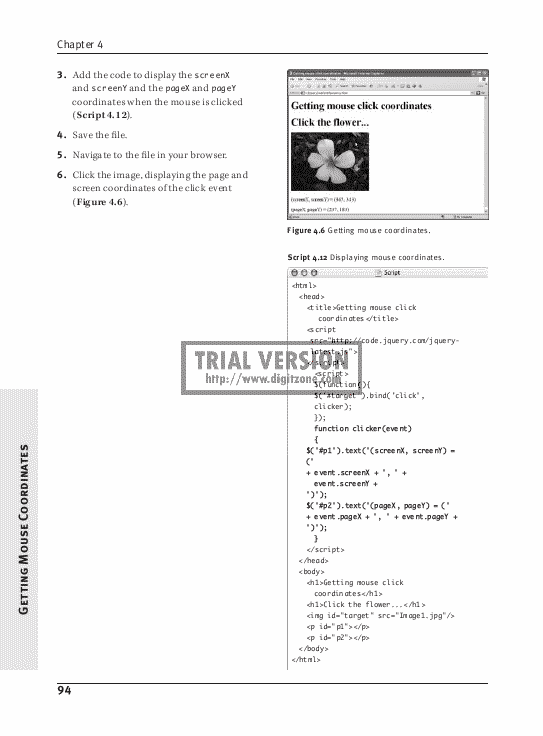 Chapter 4
3. Add the code to display the screenX
and screenY and the pageX and pageY
coordinates when the mouse is clicked
(Script 4.12).
4. Save the file.
5. Navigate to the file in your browser.
6. Click the image, displaying the page and
screen coordinates of the click event
(Figure 4.6).
Getting mouse click coordinates
Click the flower...
Figure 4.6 Getting mouse coordinates.
Script 4.12 Displaying mouse coordinates.
Script
<html>
<head>
<title>Getting mouse click
coordinates</title>
<script
src="http://code.jquery.com/jquery-
latest.js">
</script>
<script>
$(function(){
$('#target').bind('click',
clicker);
});
function clicker(event)
{
$('#p1').text('(screenX, screenY) =
('
+ event.screenX + ', ' +
event.screenY +
')');
$('#p2').text('(pageX, pageY) = ('
+ event.pageX + ', ' + event.pageY +
')');
}
</script>
</head>
<body>
<h1>Getting mouse click
coordinates</h1>
<h1>Click the flower...</h1>
<img id="target" src="Image1.jpg"/>
<p id="p1"></p>
<p id="p2"></p>
</body>
</html>
TRIAL VERSION
http://www.digitzone.com
Getting Mouse Coordinates
94